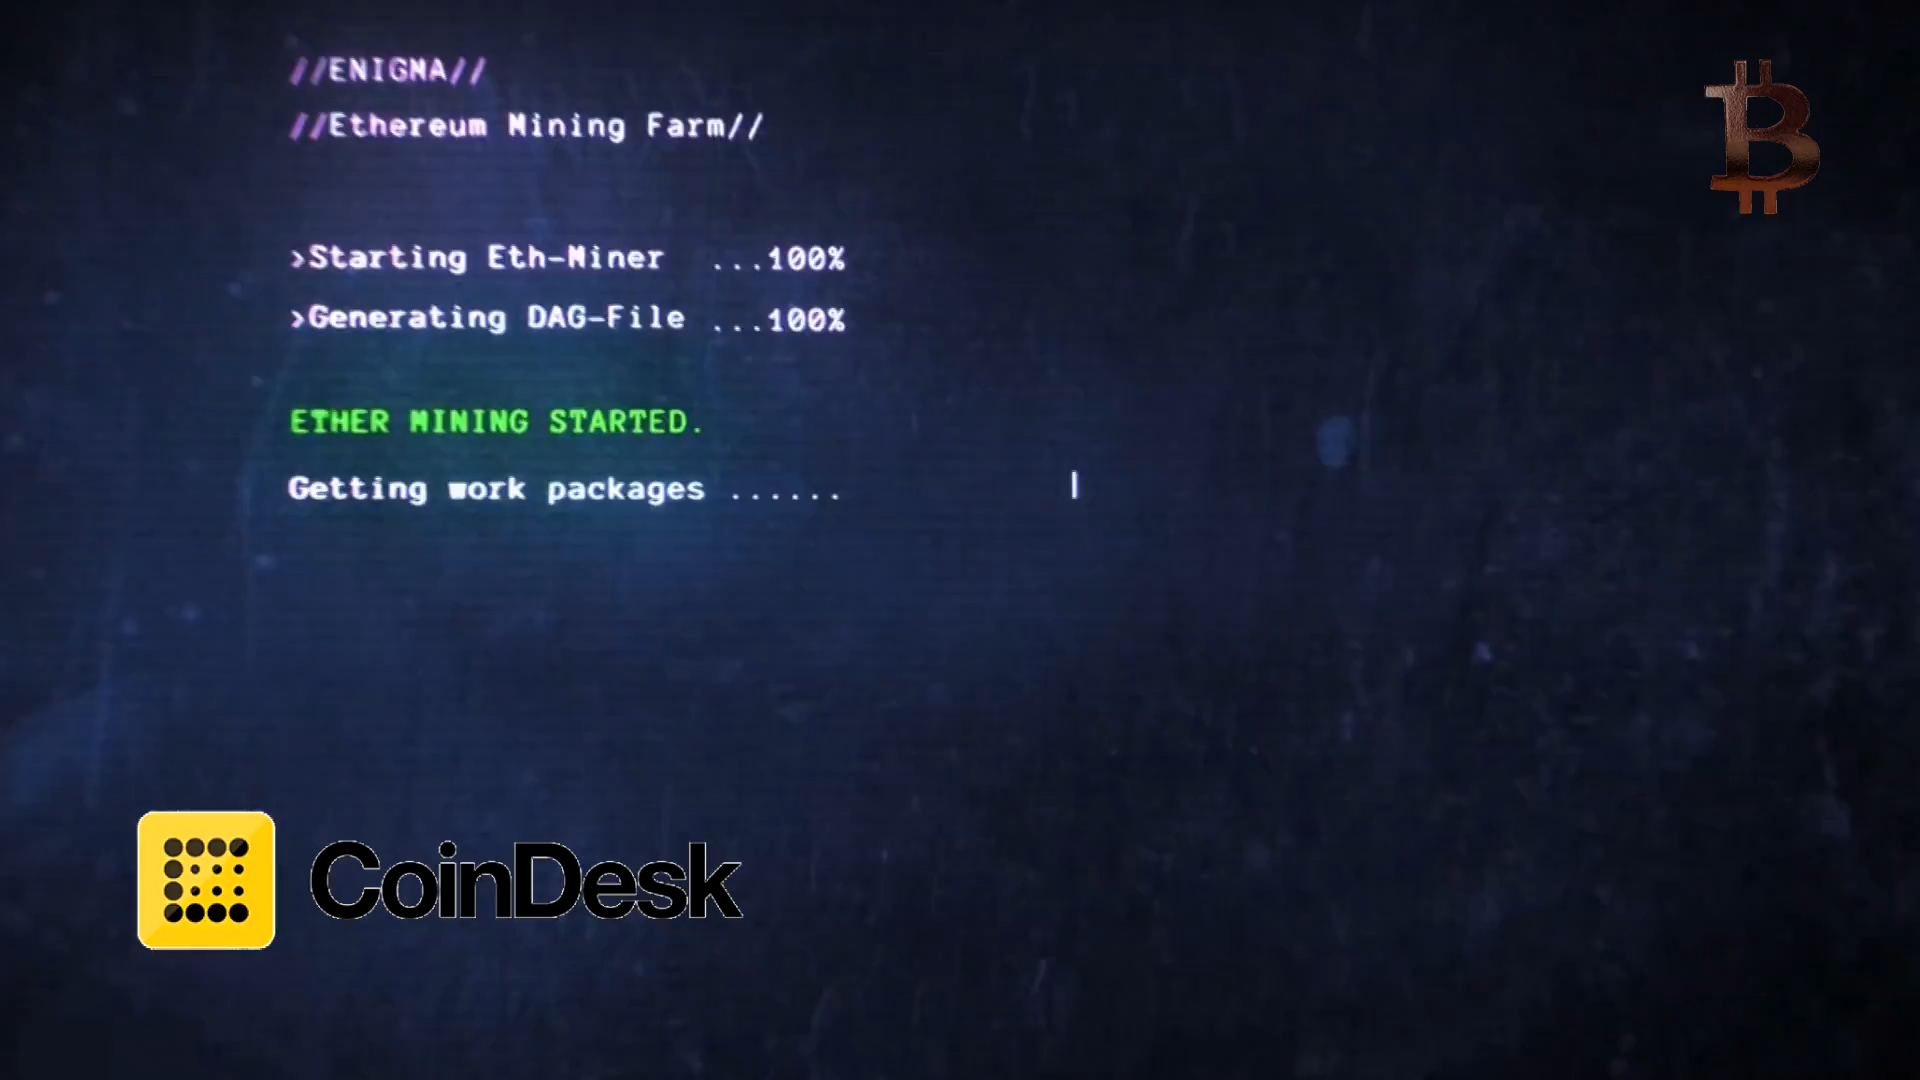 //ENIGMA//
//Ethereum Mining Farm//
>Starting Eth-Miner ...100%
>Generating DAG-File ...100%
ETHER MINING STARTED.
Getting work packages ......
CoinDesk